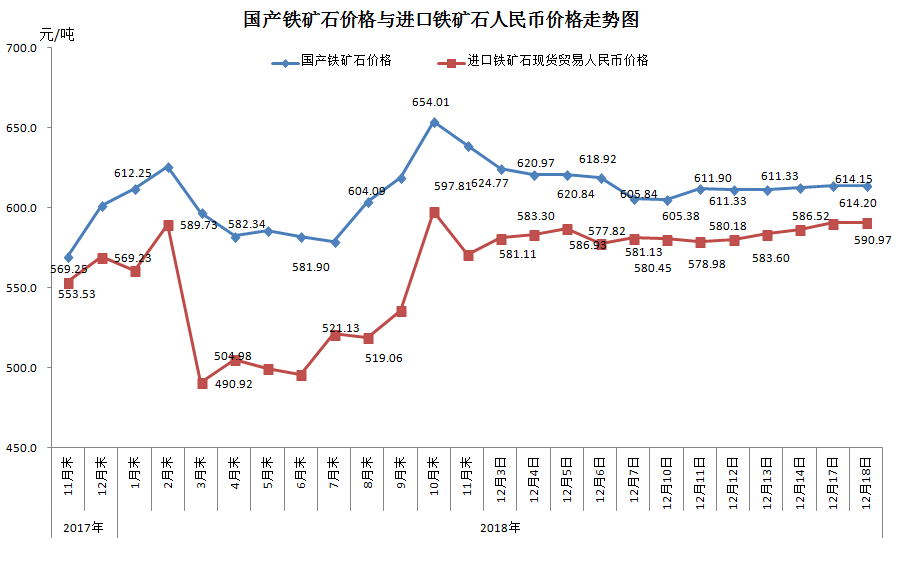 国产铁矿石价格与进口铁矿石人民币价格走势图
元/吨
国产铁矿石价格
进口铁矿石现货贸易人民币价格
700.0
650.0
600.0
550.0
500.0
450.0
569.25
612.25
589.73
582.34
581.90
604.09
654.01
624.77
620.97
620.84
618.92
605.84
605.38
611.90
611.33
611.33
614.15
614.20
553.53
569.23
490.92
504.98
521.13
519.06
597.81
581.11
583.30
586.93
577.82
581.13
580.45
578.98
580.18
583.60
586.52
590.97
11月末
12月末
1月末
2月末
3月末
4月末
5月末
6月末
7月末
8月末
9月末
10月末
11月末
12月3日
12月4日
12月5日
12月6日
12月7日
12月10日
12月11日
12月12日
12月13日
12月14日
12月17日
12月18日
2017年
2018年